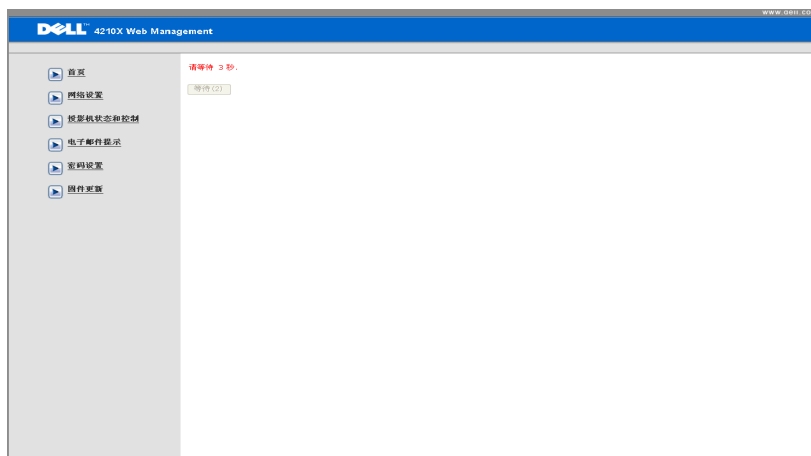 www.dell.co
DELL™ 4210X Web Management
首页
网络设置
投影机状态和控制
电子邮件提示
密码设置
固件更新
请等待 3 秒.
等待(2)